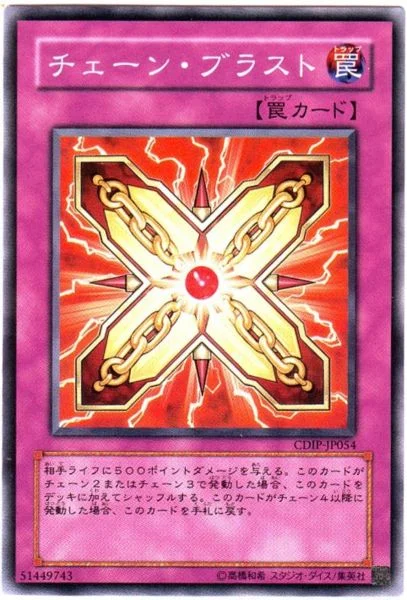 チェーン・ブラスト 罠
トラップ
トラップ
【罠カード】
CDIP-JP054
相手ライフに500ポイントダメージを与える。このカードが
チェーン2またはチェーン3で発動した場合、このカードを
デッキに加えてシャッフルする。このカードがチェーン4以降に
発動した場合、このカードを手札に戻す。
51449743
©高橋和希 スタジオ・ダイス/集英社